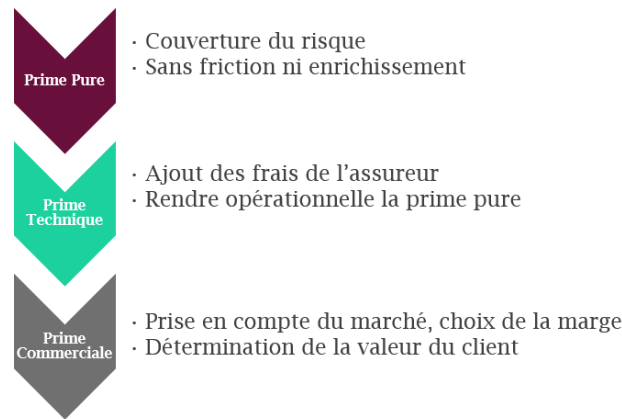 Prime Pure
· Couverture du risque
· Sans friction ni enrichissement
Prime
Technique
· Ajout des frais de l’assureur
· Rendre opérationnelle la prime pure
Prime
Commerciale
· Prise en compte du marché, choix de la marge
· Détermination de la valeur du client